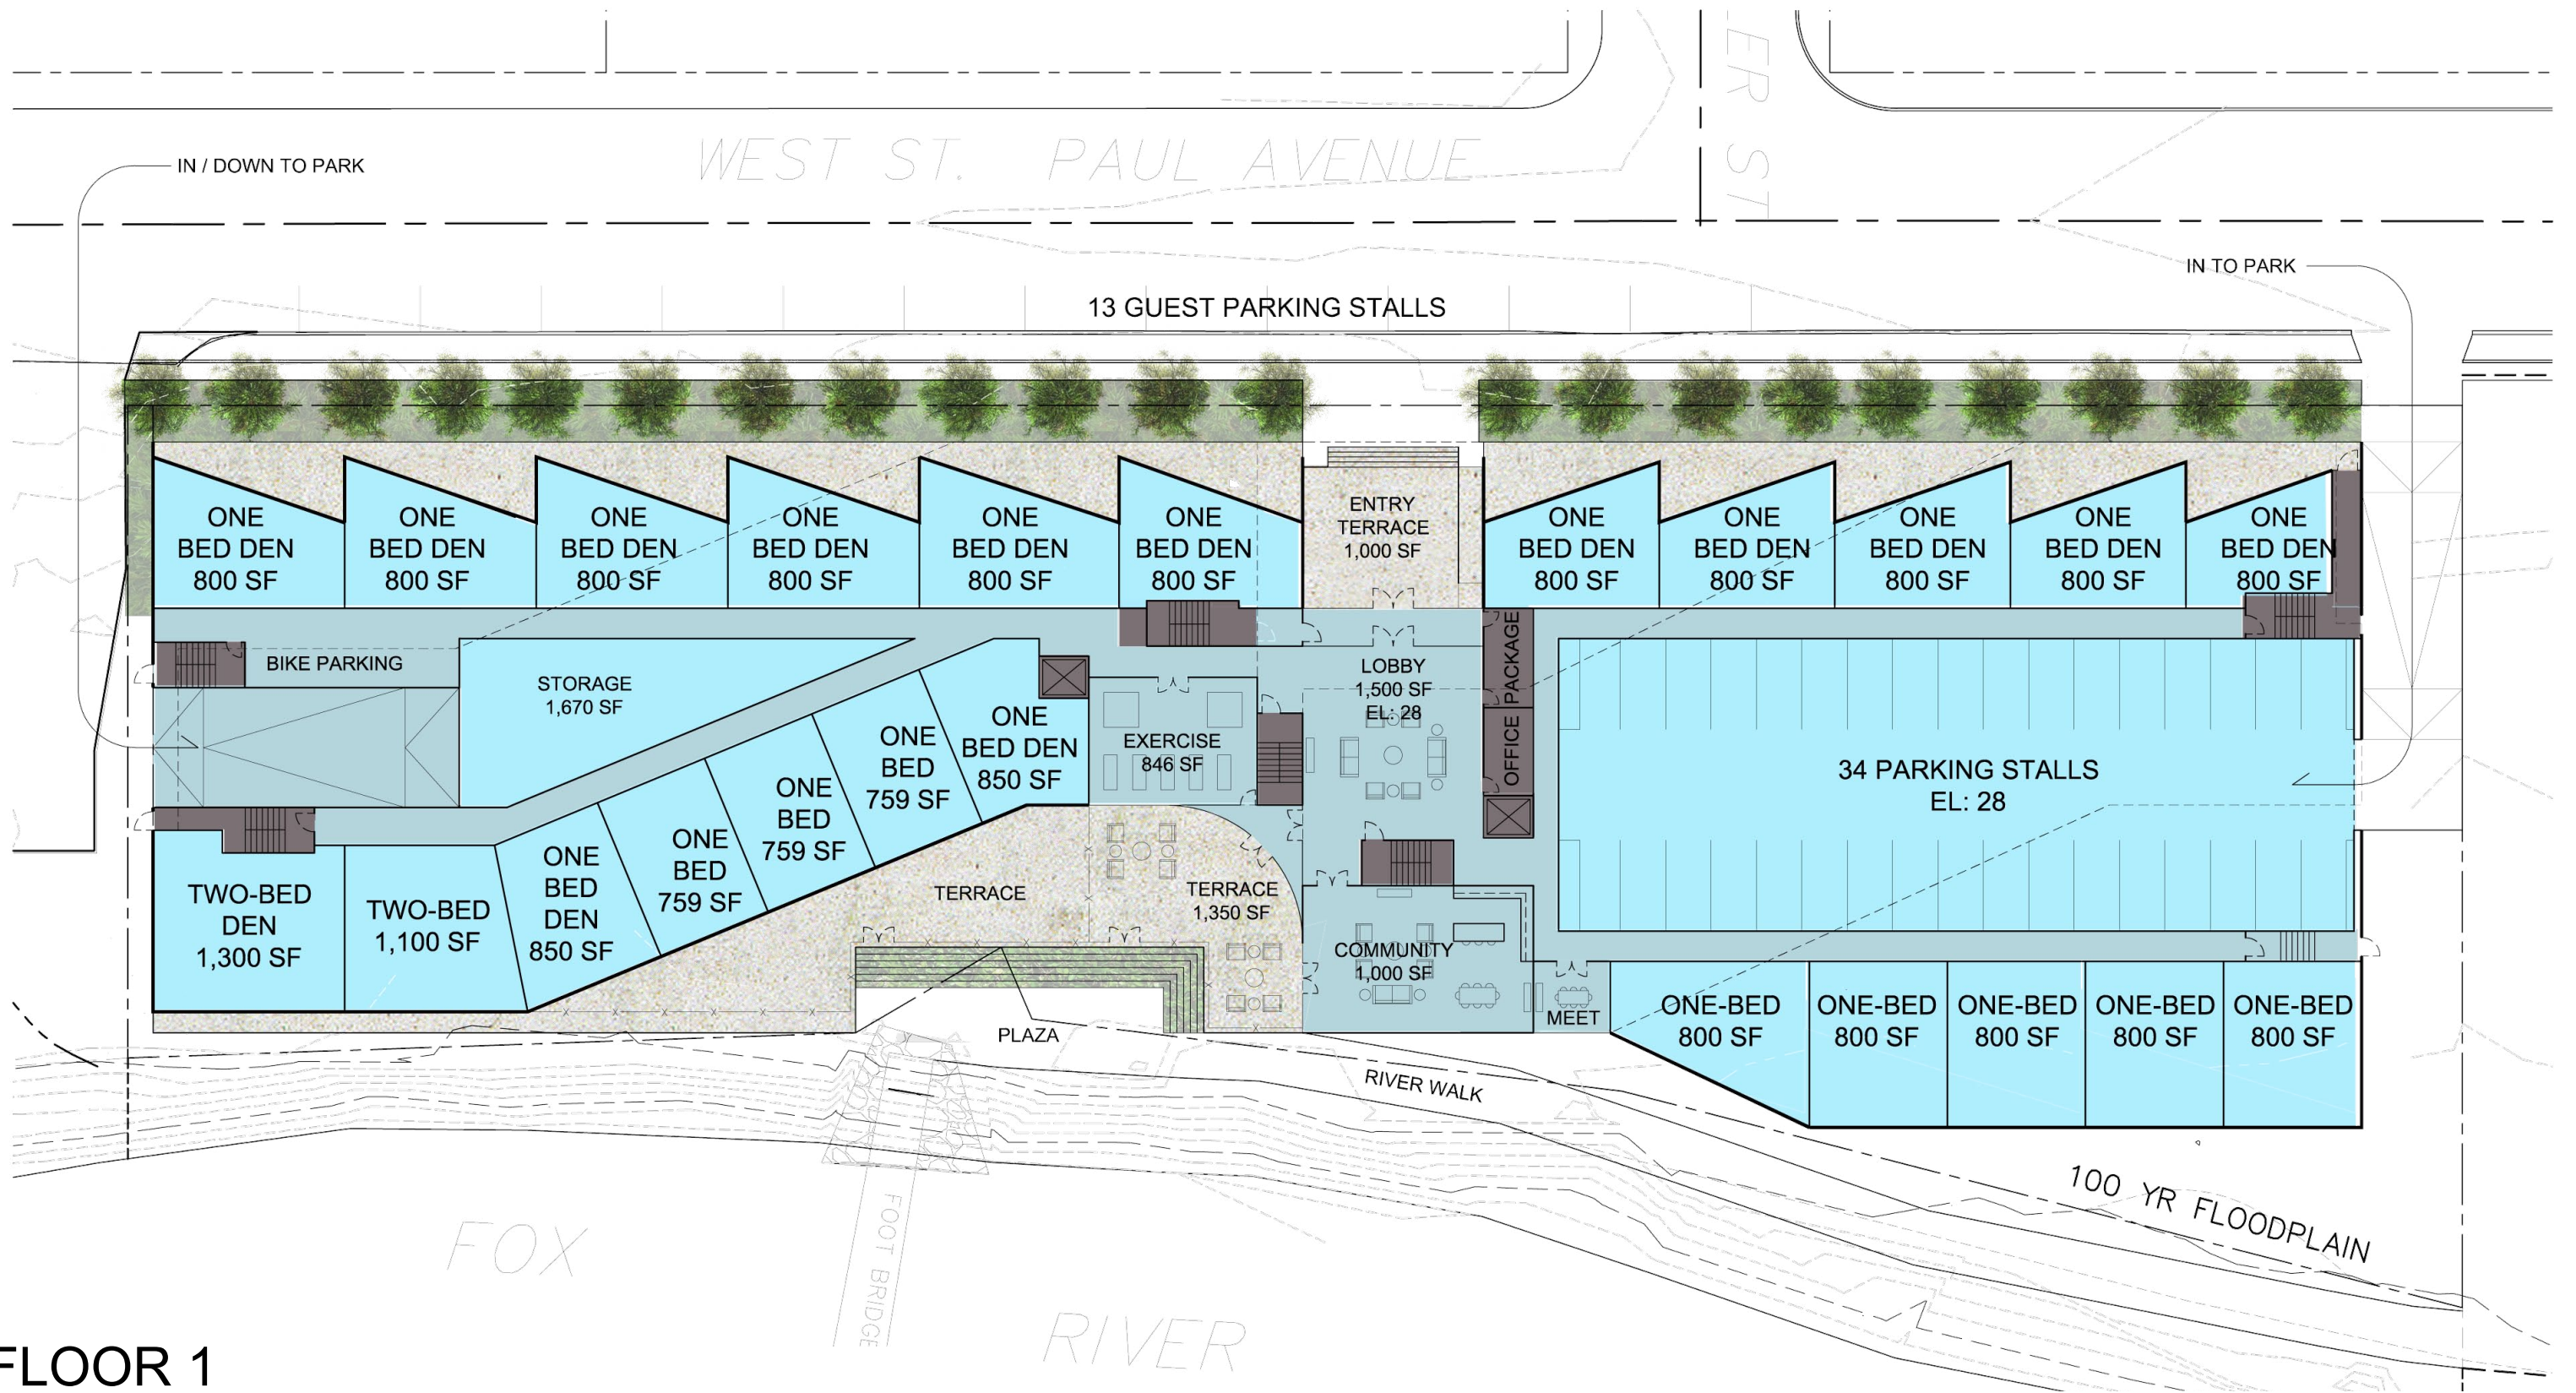 ER ST
WEST ST. PAUL AVENUE
IN / DOWN TO PARK
IN TO PARK
13 GUEST PARKING STALLS
ONE
BED DEN
800 SF
ONE
BED DEN
800 SF
ONE
BED DEN
800 SF
ONE
BED DEN
800 SF
ONE
BED DEN
800 SF
ONE
BED DEN
800 SF
ENTRY
TERRACE
1,000 SF
ONE
BED DEN
800 SF
ONE
BED DEN
800 SF
ONE
BED DEN
800 SF
ONE
BED DEN
800 SF
ONE
BED DEN
800 SF
BIKE PARKING
STORAGE
1,670 SF
LOBBY
1,500 SF
EL: 28
PACKAGE
OFFICE
EXERCISE
846 SF
ONE
BED DEN
850 SF
ONE
BED
759 SF
ONE
BED
759 SF
ONE
BED
759 SF
ONE
BED
DEN
850 SF
TWO-BED
1,100 SF
TWO-BED
DEN
1,300 SF
34 PARKING STALLS
EL: 28
TERRACE
TERRACE
1,350 SF
COMMUNITY
1,000 SF
MEET
ONE-BED
800 SF
ONE-BED
800 SF
ONE-BED
800 SF
ONE-BED
800 SF
ONE-BED
800 SF
PLAZA
RIVER WALK
100 YR FLOODPLAIN
FOOT BRIDGE
FOX
RIVER
FLOOR 1